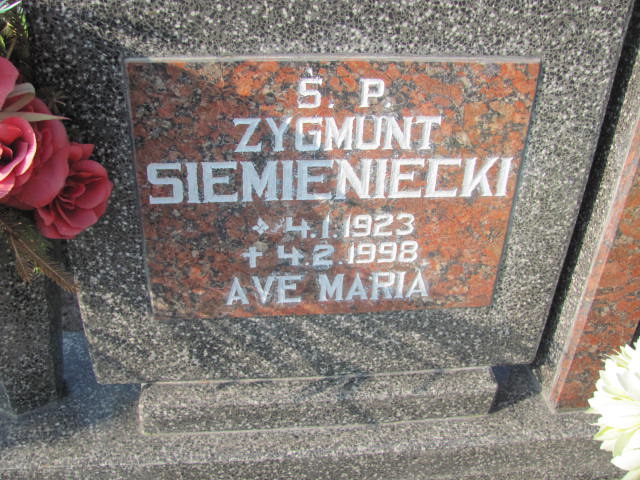 Ś. P.
ZYGMUNT
SIEMIENIECKI
4.1.1923
+ 4.2.1998
AVE MARIA